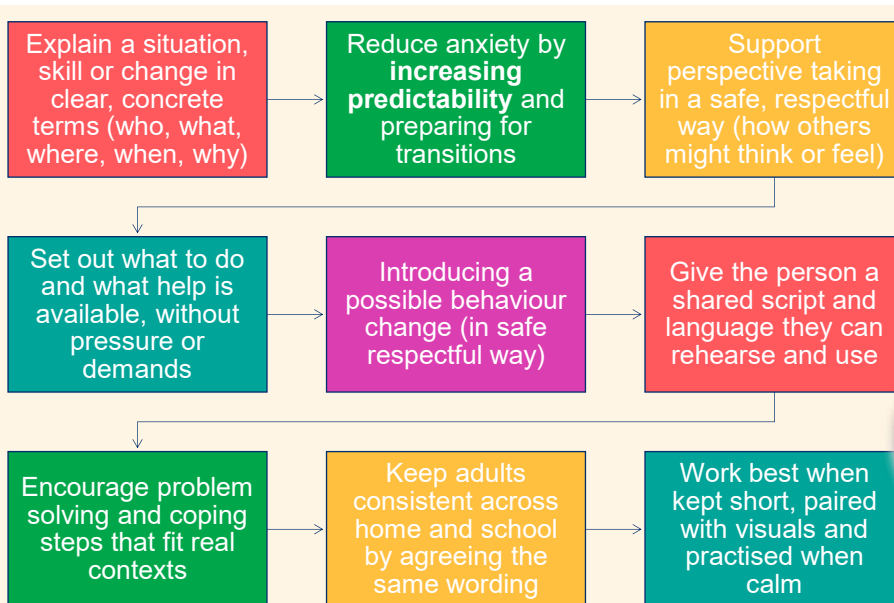 Explain a situation,
skill or change in
clear, concrete
terms (who, what,
where, when, why)
Reduce anxiety by
increasing
predictability and
preparing for
transitions
Support
perspective taking
in a safe, respectful
way (how others
might think or feel)
Set out what to do
and what help is
available, without
pressure or
demands
Introducing a
possible behaviour
change (in safe
respectful way)
Give the person a
shared script and
language they can
rehearse and use
Encourage problem
solving and coping
steps that fit real
contexts
Keep adults
consistent across
home and school
by agreeing the
same wording
Work best when
kept short, paired
with visuals and
practised when
calm